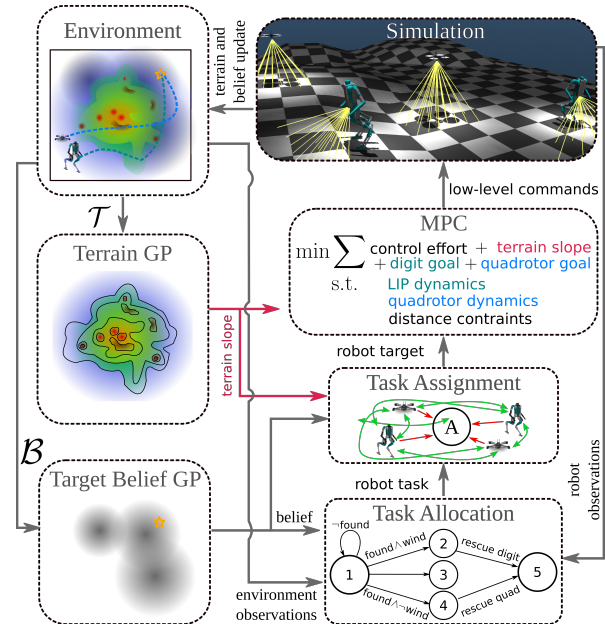 Environment
terrain and
belief update
Simulation
𝒯
low-level commands
Terrain GP
MPC
min ∑ control effort + terrain slope
+ digit goal + quadrotor goal
s.t. LIP dynamics
quadrotor dynamics
distance contraints
terrain slope
robot target
Task Assignment
A
ℬ
Target Belief GP
robot task
robot
observations
belief
Task Allocation
¬found
found∧wind
rescue digit
1
2
3
4
5
found∧¬wind
rescue quad
environment
observations